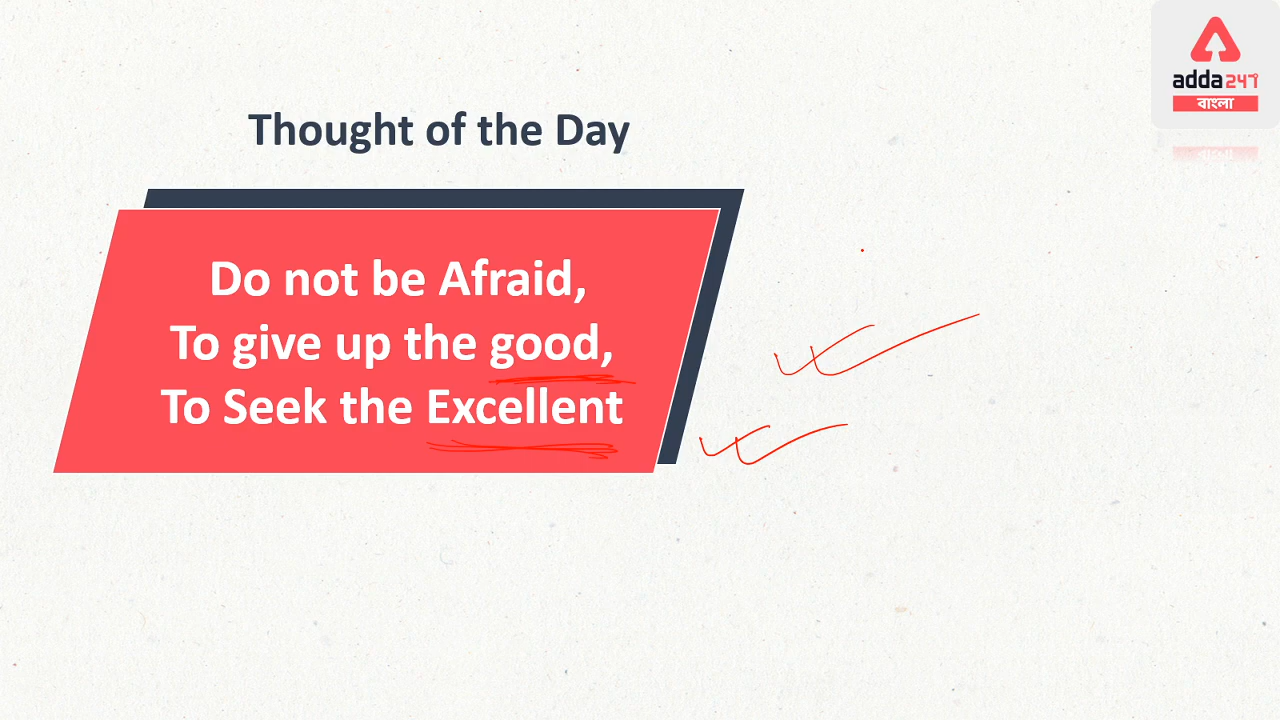 Thought of the Day
Do not be Afraid,
To give up the good,
To Seek the Excellent
adda247
বাংলা